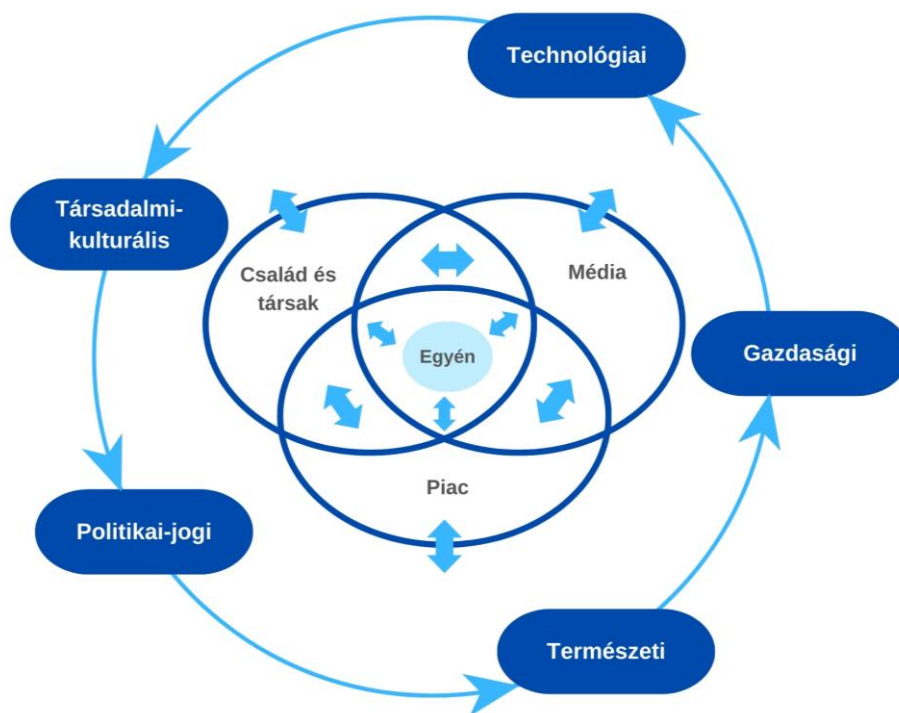 Technológiai
Társadalmi-
kulturális
Család és
társak
Média
Egyén
Gazdasági
Piac
Politikai-jogi
Természeti